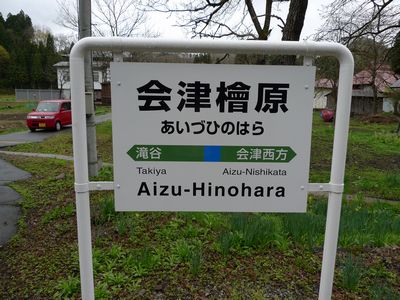 会津檜原
あいづひのはら
滝谷 会津西方
Takiya Aizu-Nishikata
Aizu-Hinohara